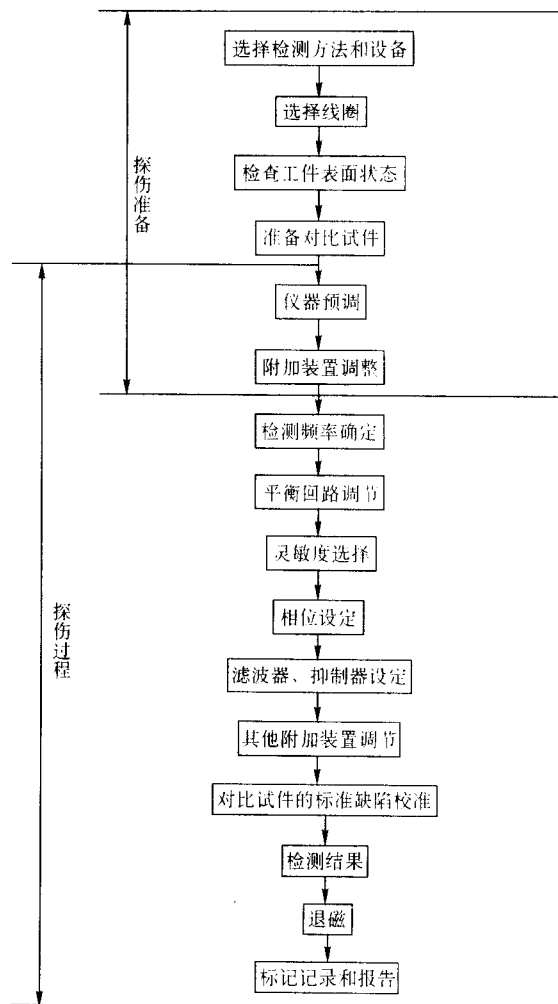 选择检测方法和设备
选择线圈
检查工件表面状态
准备对比试件
仪器预调
附加装置调整
检测频率确定
平衡回路调节
灵敏度选择
相位设定
滤波器、抑制器设定
其他附加装置调节
对比试件的标准缺陷校准
检测结果
退磁
标记记录和报告
探伤准备
探伤过程